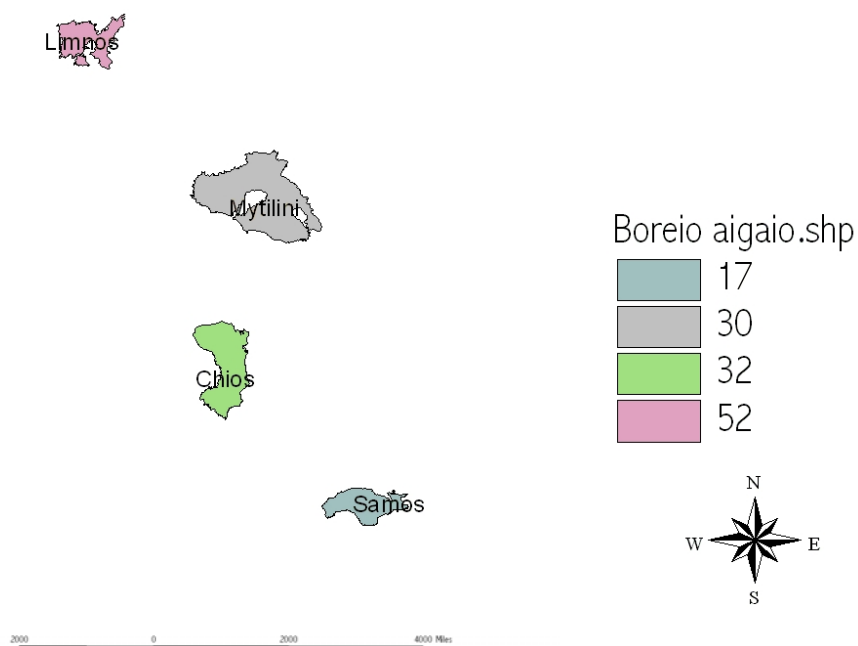 Limnos
Mytilini
Chios
Samos
Boreio aigaio.shp
17
30
32
52
N
W E
S
2000 0 2000 4000 Miles